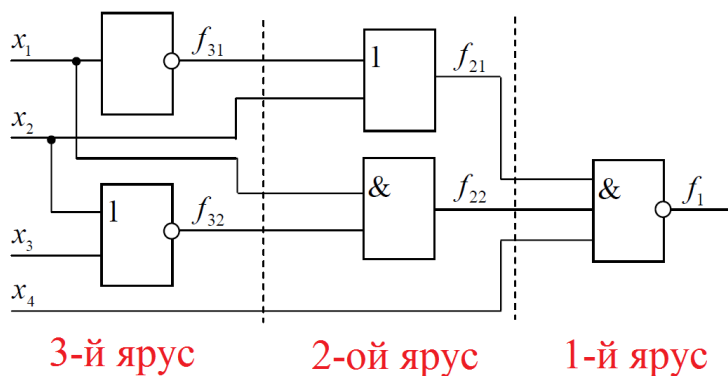 x₁ f₃₁ 1 f₂₁
x₂
& f₂₂ & f₁
1 f₃₂
x₃
x₄
3-й ярус 2-ой ярус 1-й ярус